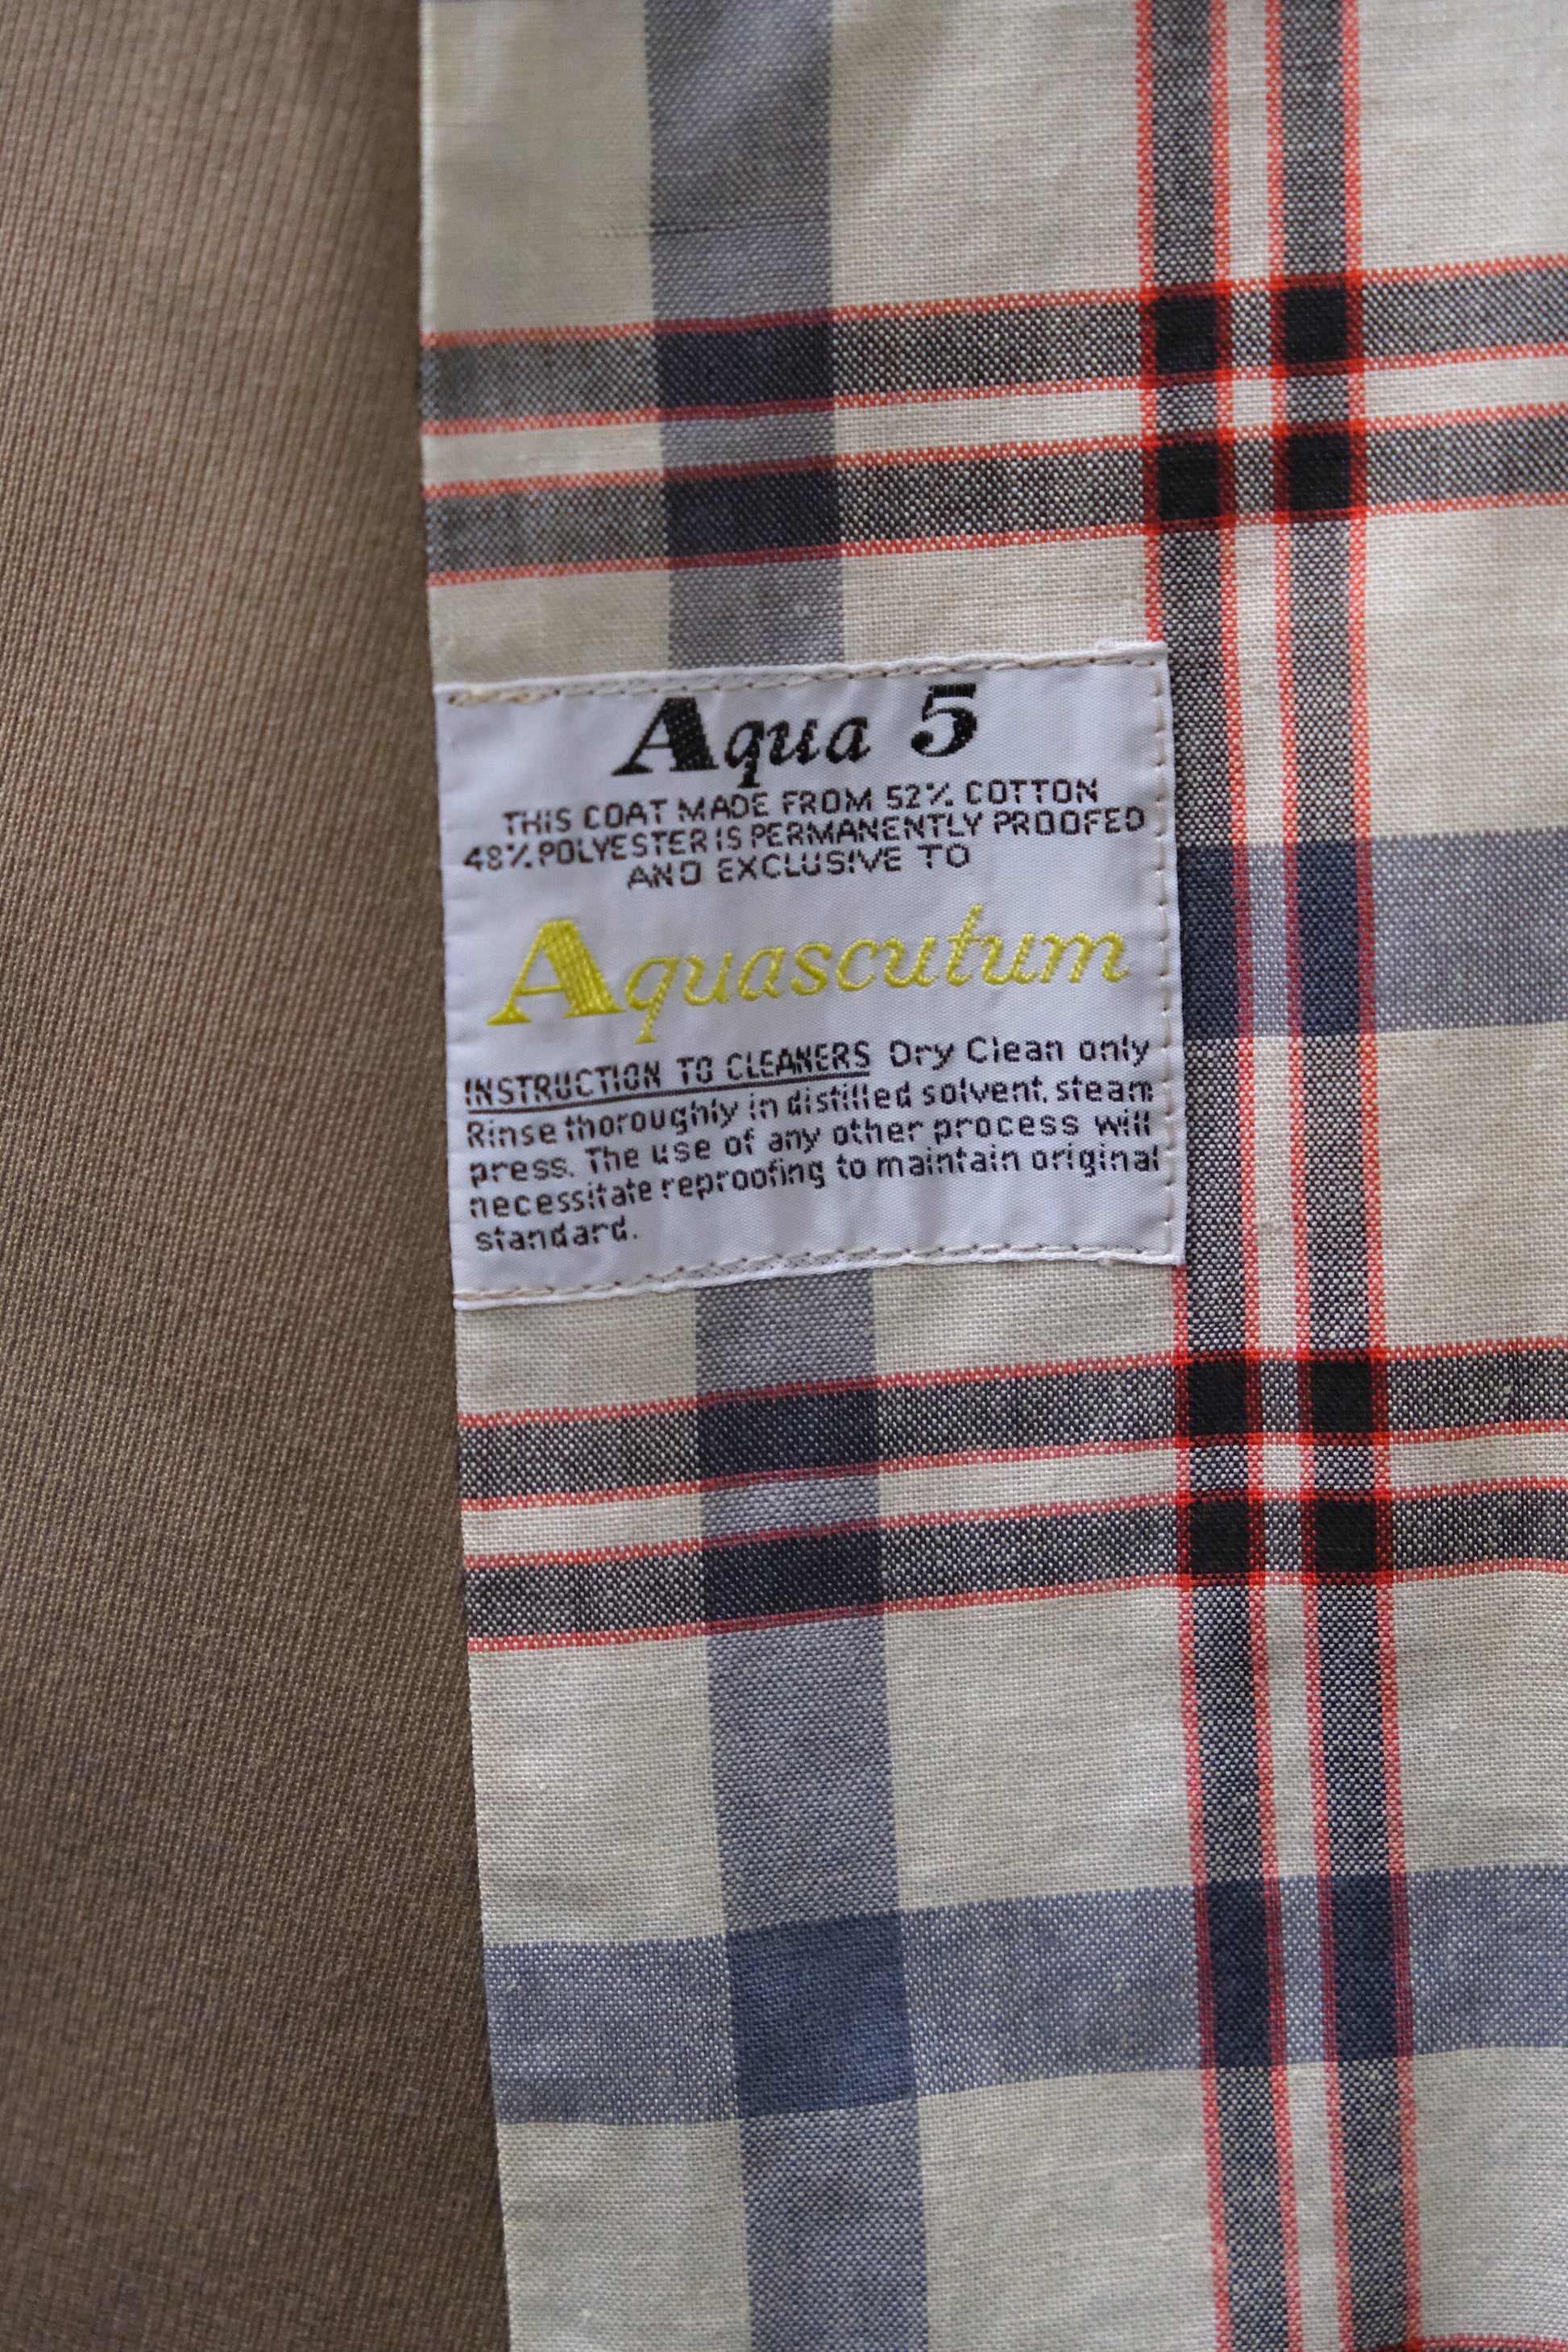 Aqua 5
THIS COAT MADE FROM 52% COTTON
48% POLYESTER IS PERMANENTLY PROOFED
AND EXCLUSIVE TO
Aquascutum
INSTRUCTION TO CLEANERS Dry Clean only
Rinse thoroughly in distilled solvent, steam
press. The use of any other process will
necessitate reproofing to maintain original
standard.